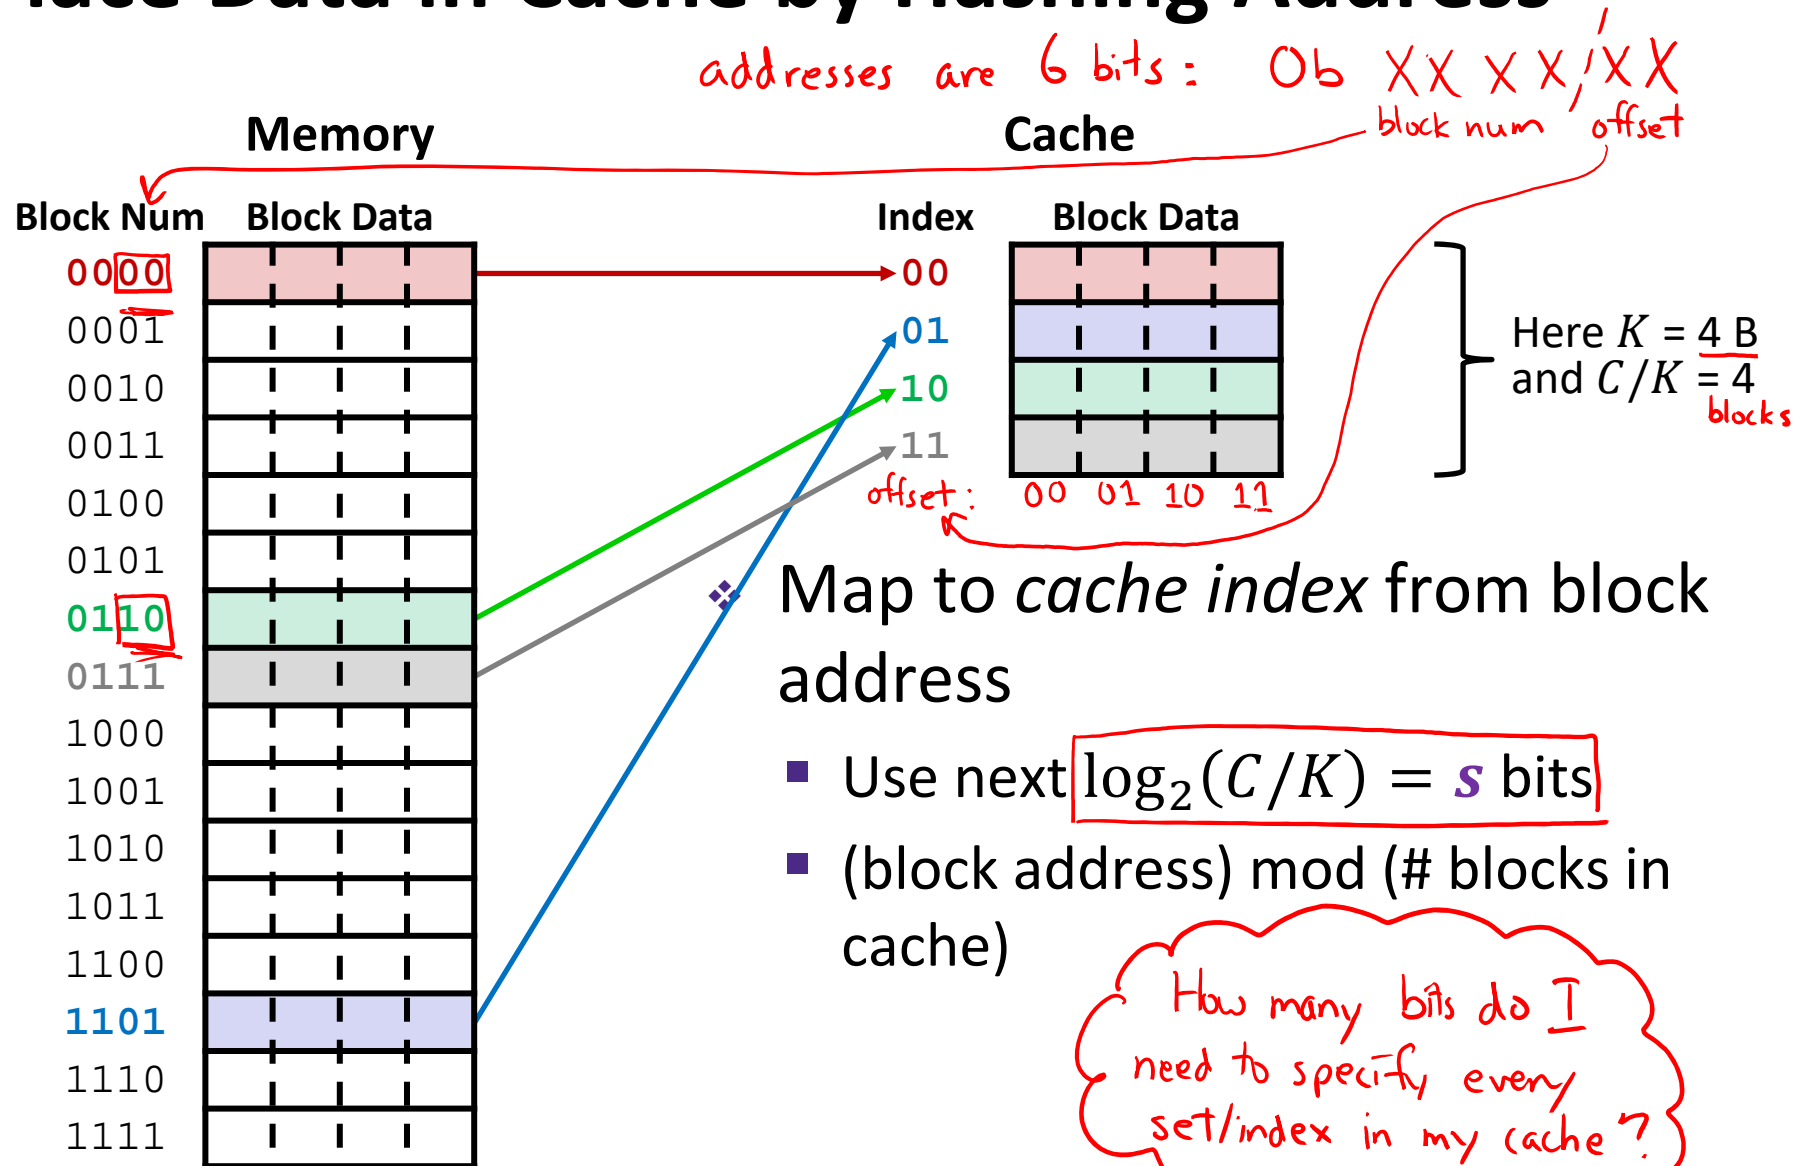 addresses are 6 bits: 0b XX XX XX
block num offset
Memory Cache
Block Num Block Data Index Block Data
0000 00
0001 01
0010 10
0011 11
0100
0101
0110
0111
1000
1001
1010
1011
1100
1101
1110
1111
offset: 00 01 10 11
Here K = 4 B
and C/K = 4
blocks
❖ Map to cache index from block
address
▪ Use next log₂(C/K) = s bits
▪ (block address) mod (# blocks in
cache)
How many bits do I
need to specify every
set/index in my cache?